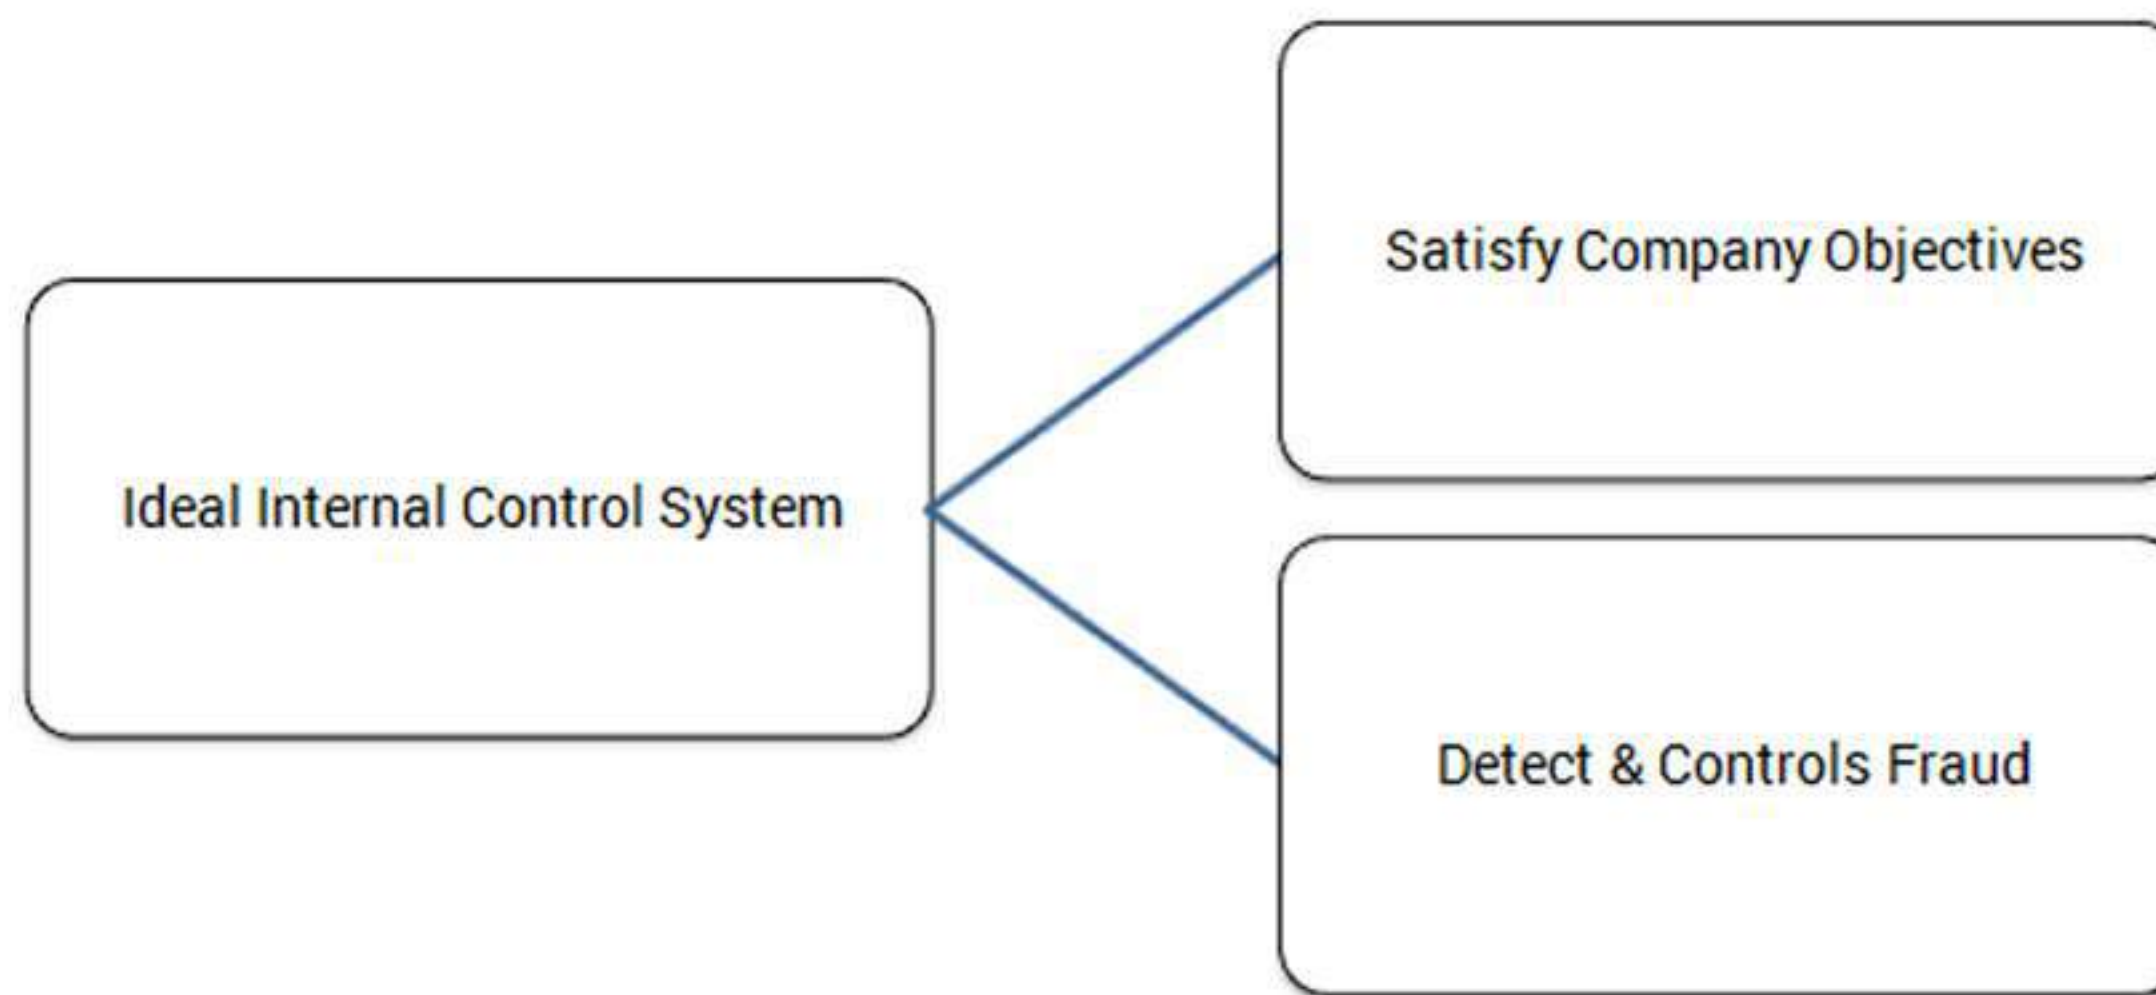 Ideal Internal Control System
Satisfy Company Objectives
Detect & Controls Fraud